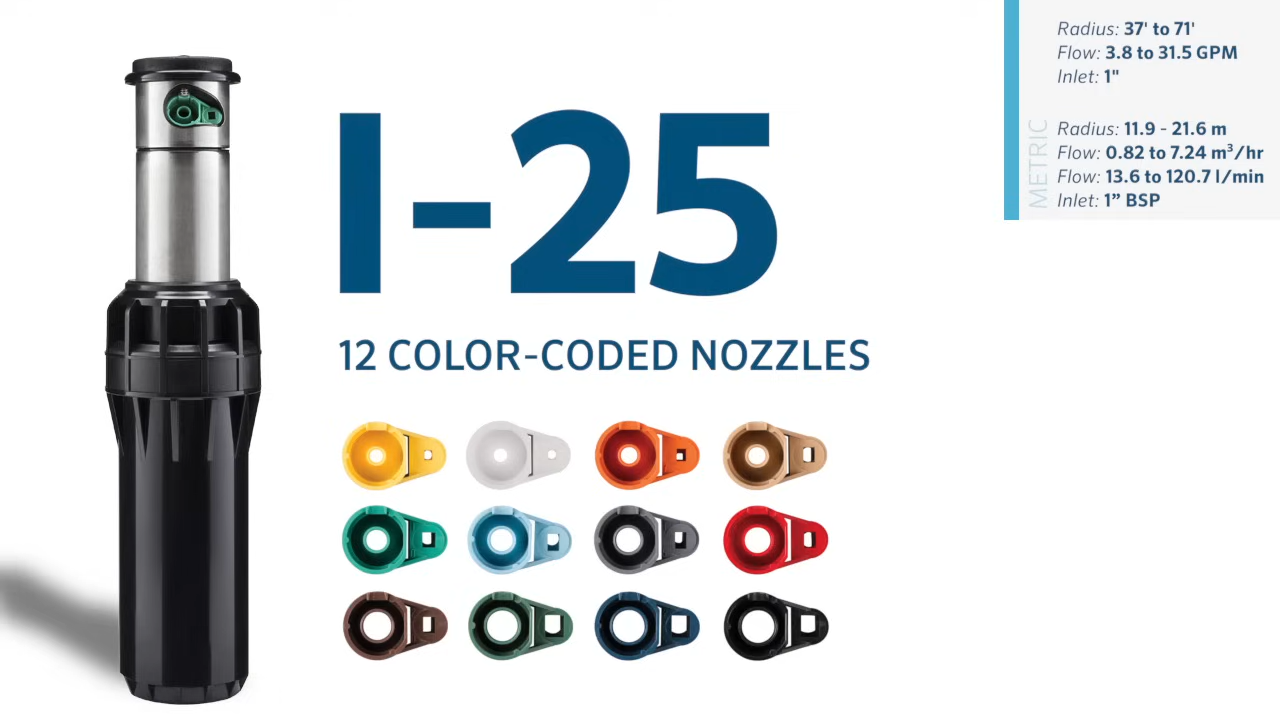 I-25
12 COLOR-CODED NOZZLES
Radius: 37' to 71'
Flow: 3.8 to 31.5 GPM
Inlet: 1"
METRIC
Radius: 11.9 - 21.6 m
Flow: 0.82 to 7.24 m³/hr
Flow: 13.6 to 120.7 l/min
Inlet: 1” BSP